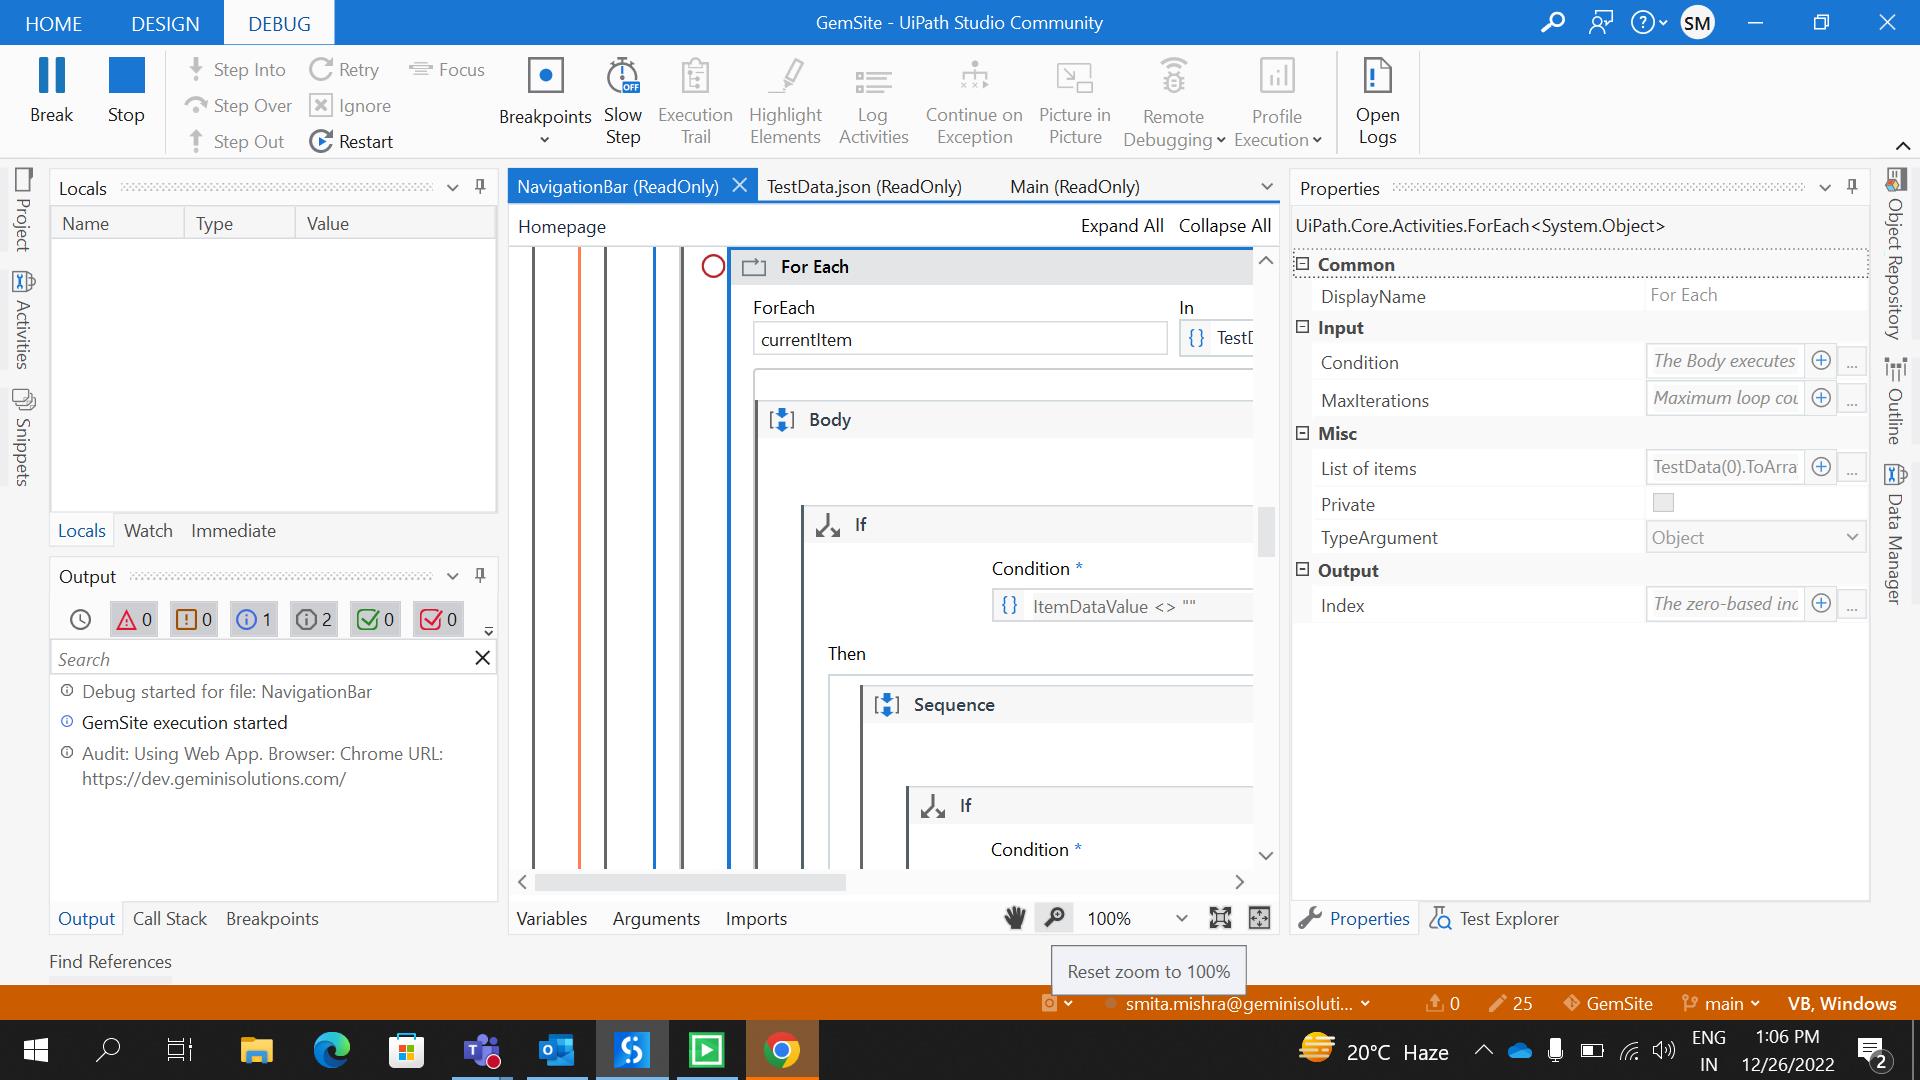 HOME DESIGN DEBUG GemSite - UiPath Studio Community SM
Break
Stop
Step Into
Step Over
Step Out
Retry
Ignore
Restart
Focus
Breakpoints
Slow
Step
OFF
Execution
Trail
Highlight
Elements
Log
Activities
Continue on
Exception
Picture in
Picture
Remote
Debugging
Profile
Execution
Open
Logs
Project
Activities
Snippets
Locals
Name Type Value
Locals Watch Immediate
Output
0 0 1 2 0 0
Search
Debug started for file: NavigationBar
GemSite execution started
Audit: Using Web App. Browser: Chrome URL:
https://dev.geminisolutions.com/
Output Call Stack Breakpoints
Find References
NavigationBar (ReadOnly) TestData.json (ReadOnly) Main (ReadOnly)
Homepage Expand All Collapse All
For Each
ForEach In
currentItem TestD
Body
If
Condition *
ItemDataValue <> ""
Then
Sequence
If
Condition *
Variables Arguments Imports 100%
Reset zoom to 100%
Properties
UiPath.Core.Activities.ForEach<System.Object>
Common
DisplayName For Each
Input
Condition The Body executes ...
MaxIterations Maximum loop cou ...
Misc
List of items TestData(0).ToArra ...
Private
TypeArgument Object
Output
Index The zero-based inc ...
Properties Test Explorer
Object Repository
Outline
Data Manager
smita.mishra@geminisoluti... 0 25 GemSite main VB, Windows
20°C Haze
ENG
IN
1:06 PM
12/26/2022
2